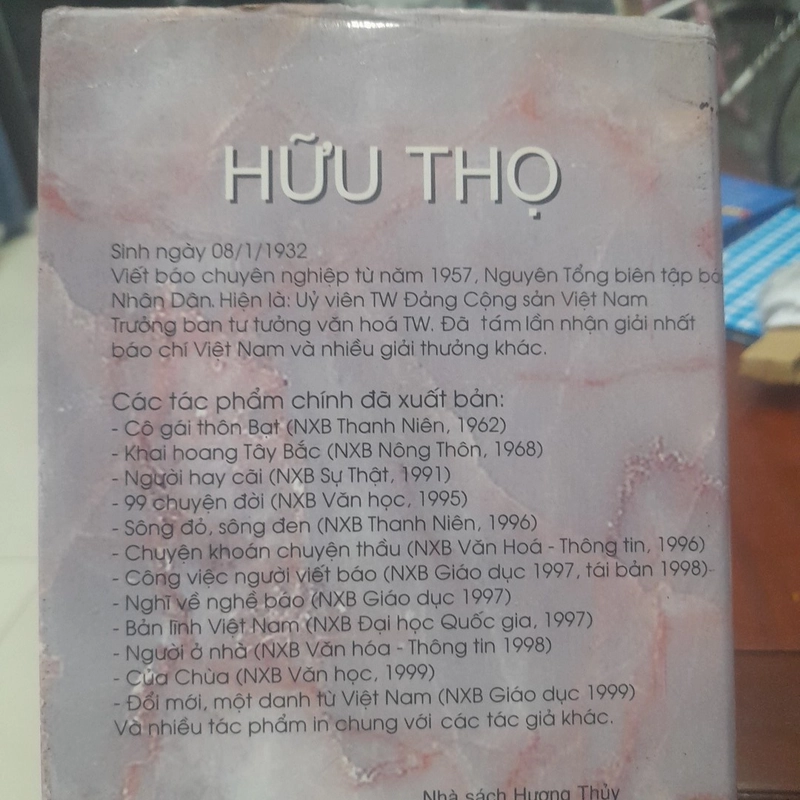 HỮU THỌ
Sinh ngày 08/1/1932
Viết báo chuyên nghiệp từ năm 1957, Nguyên Tổng biên tập
Nhân Dân. Hiện là: Uỷ viên TW Đảng Cộng sản Việt Nam
Trưởng ban tư tưởng văn hoá TW. Đã tám lần nhận giải nhất
báo chí Việt Nam và nhiều giải thưởng khác.
Các tác phẩm chính đã xuất bản:
- Cô gái thôn Bạt (NXB Thanh Niên, 1962)
- Khai hoang Tây Bắc (NXB Nông Thôn, 1968)
- Người hay cãi (NXB Sự Thật, 1991)
- 99 chuyện đời (NXB Văn học, 1995)
- Sông đỏ, sông đen (NXB Thanh Niên, 1996)
- Chuyện khoán chuyện thầu (NXB Văn Hoá - Thông tin, 1996)
- Công việc người viết báo (NXB Giáo dục 1997, tái bản 1998)
- Nghĩ về nghề báo (NXB Giáo dục 1997)
- Bản lĩnh Việt Nam (NXB Đại học Quốc gia, 1997)
- Người ở nhà (NXB Văn hóa - Thông tin 1998)
- Của Chùa (NXB Văn học, 1999)
- Đổi mới, một danh từ Việt Nam (NXB Giáo dục 1999)
Và nhiều tác phẩm in chung với các tác giả khác.
Nhà sách Hương Thủy